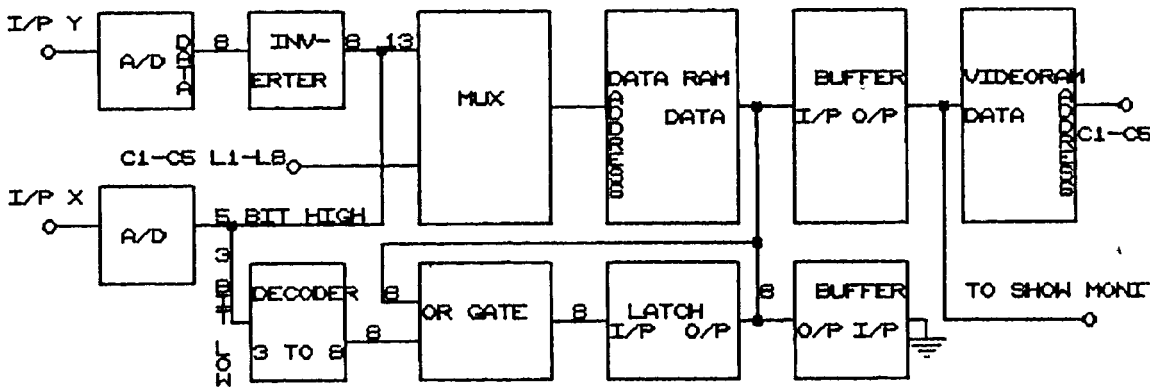 I/P Y
A/D
DATA
8
INV-
ERTER
8
13
MUX
DATA RAM
ADDRESS
DATA
BUFFER
I/P O/P
VIDEORAM
DATA
ADDRESS
C1-C5
C1-C5 L1-L8
I/P X
A/D
5 BIT HIGH
3 BIT LOW
DECODER
3 TO 8
8
8
OR GATE
8
LATCH
I/P O/P
8
BUFFER
O/P I/P
TO SHOW MONI